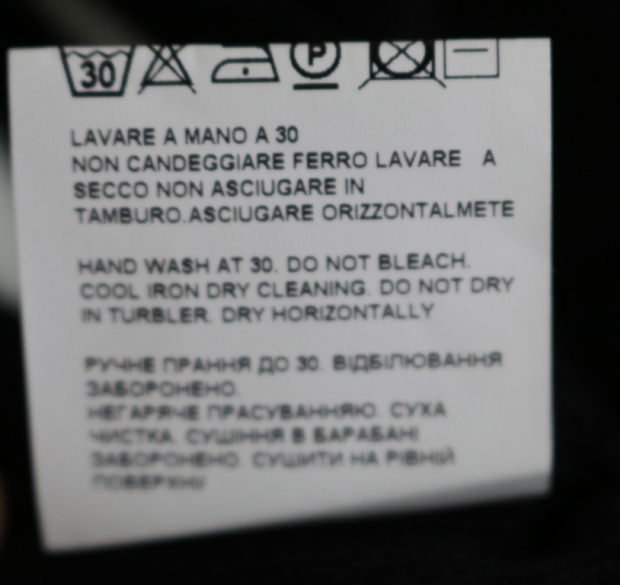 30 P
LAVARE A MANO A 30
NON CANDEGGIARE FERRO LAVARE A
SECCO NON ASCIUGARE IN
TAMBURO.ASCIUGARE ORIZZONTALMETE
HAND WASH AT 30. DO NOT BLEACH.
COOL IRON DRY CLEANING. DO NOT DRY
IN TURBLER. DRY HORIZONTALLY
РУЧНЕ ПРАННЯ ДО 30. ВІДБІЛЮВАННЯ
ЗАБОРОНЕНО.
НЕГАРЯЧЕ ПРАСУВАННЯЮ. СУХА
ЧИСТКА. СУШІННЯ В БАРАБАНІ
ЗАБОРОНЕНО. СУШИТИ НА РІВНІЙ
ПОВЕРХНІ